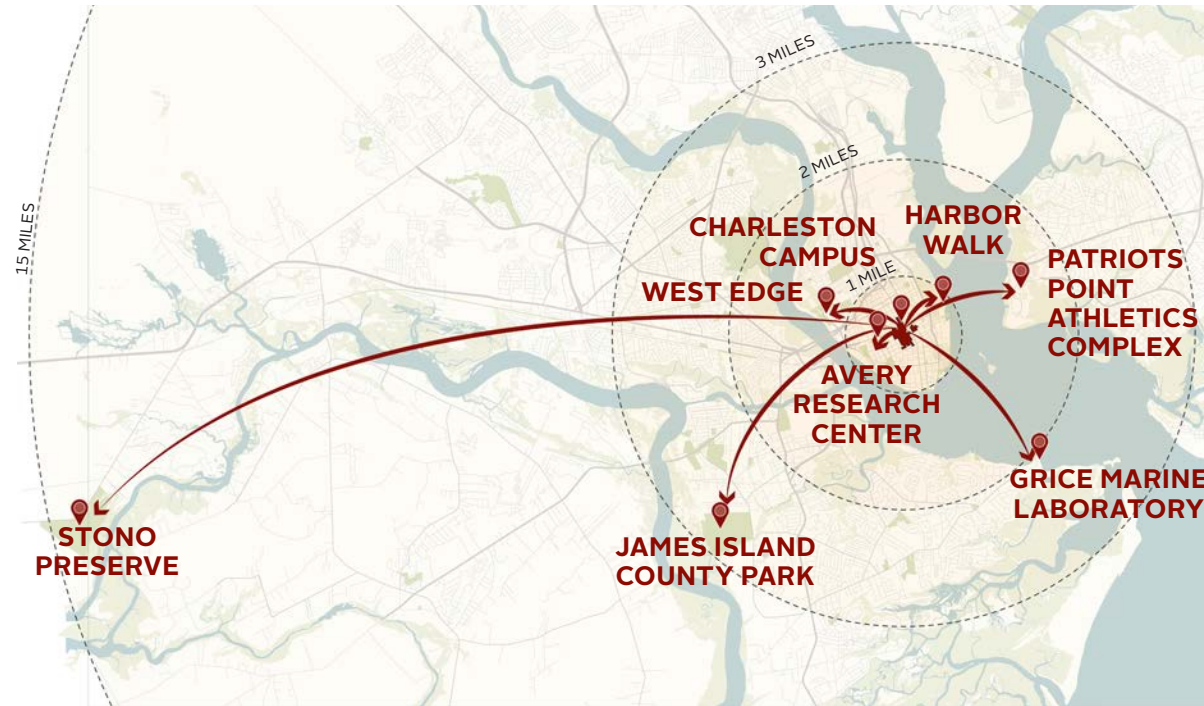 3 MILES
2 MILES
15 MILES
CHARLESTON
CAMPUS
HARBOR
WALK
1 MILE
WEST EDGE
PATRIOTS
POINT
ATHLETICS
COMPLEX
AVERY
RESEARCH
CENTER
GRICE MARINE
LABORATORY
STONO
PRESERVE
JAMES ISLAND
COUNTY PARK